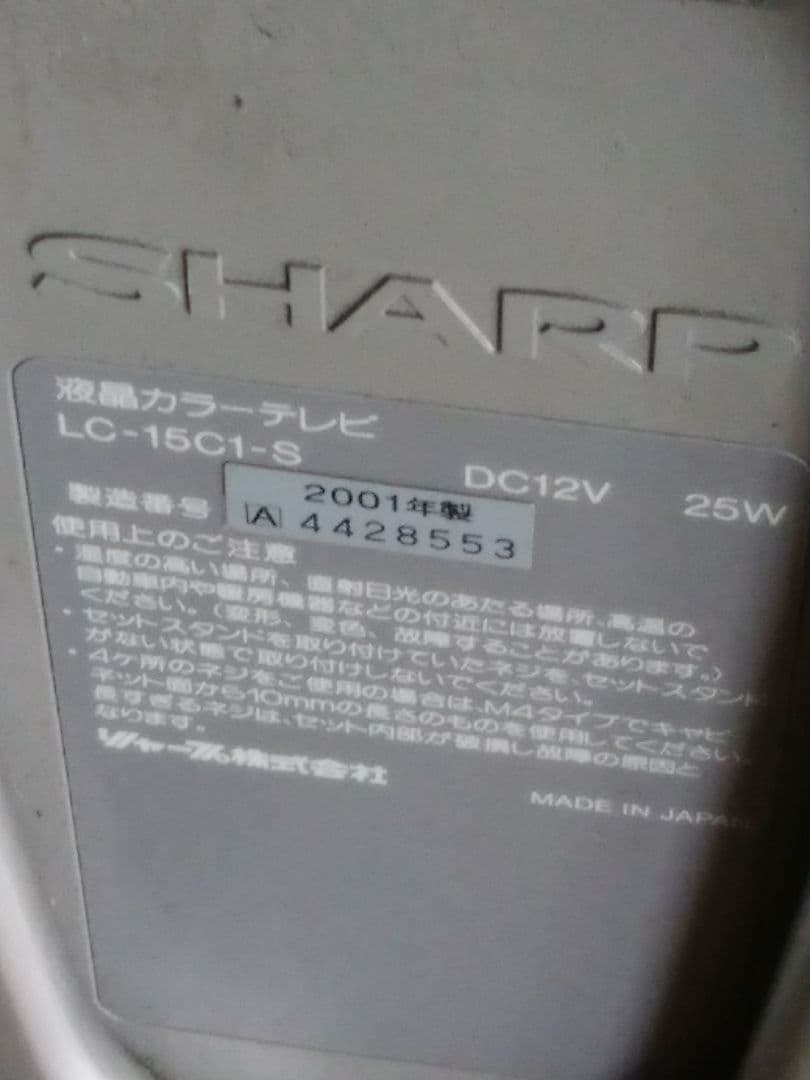 SHARP
液晶カラーテレビ
LC-15C1-S
DC12V 25W
製造番号
2001年製
A 4428553
使用上のご注意
・温度の高い場所、直射日光のあたる場所、高温の
自動車内や暖房機器などの付近には放置しないで
ください。(変形、変色、故障することがあります。)
・セットスタンドを取り付けていたネジを、セットスタンド
がない状態で取り付けしないでください。
・4ケ所のネジをご使用の場合は、M4タイプでキャビ
ネット面から10mmの長さのものを使用してください。
長すぎるネジは、セット内部が破損し故障の原因と
なります。
シャープ株式会社
MADE IN JAPAN